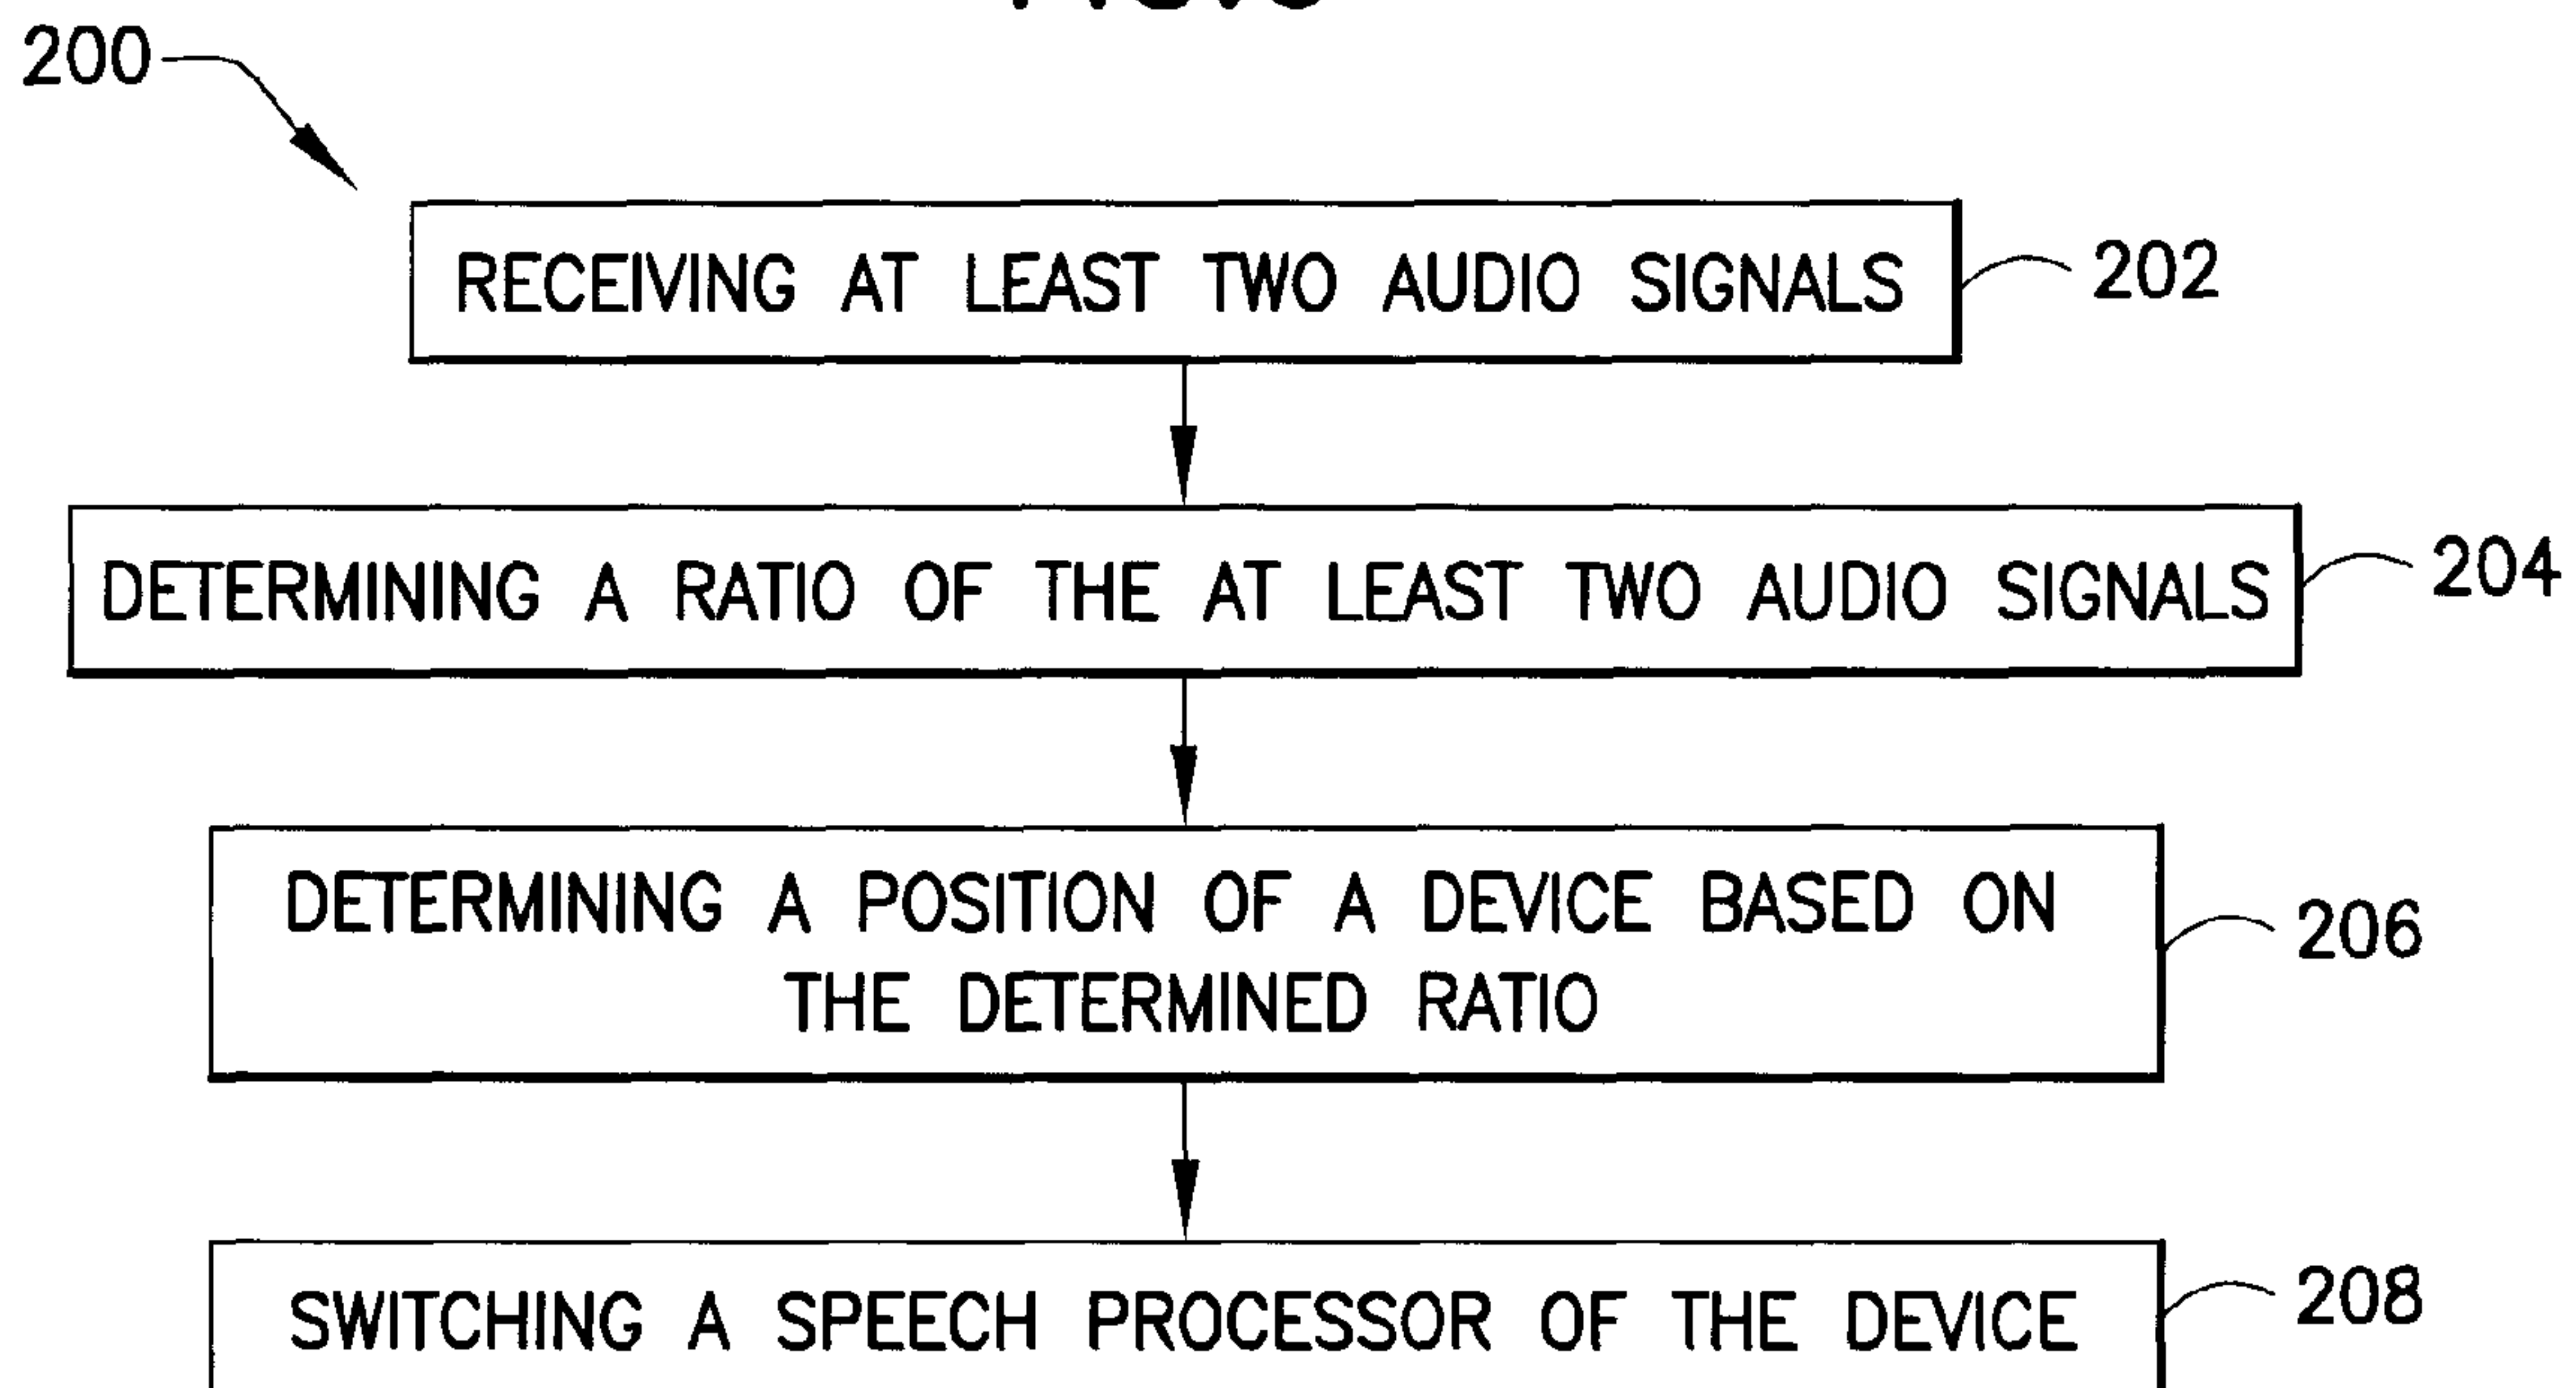 200
RECEIVING AT LEAST TWO AUDIO SIGNALS
202
DETERMINING A RATIO OF THE AT LEAST TWO AUDIO SIGNALS
204
DETERMINING A POSITION OF A DEVICE BASED ON
THE DETERMINED RATIO
206
SWITCHING A SPEECH PROCESSOR OF THE DEVICE
208